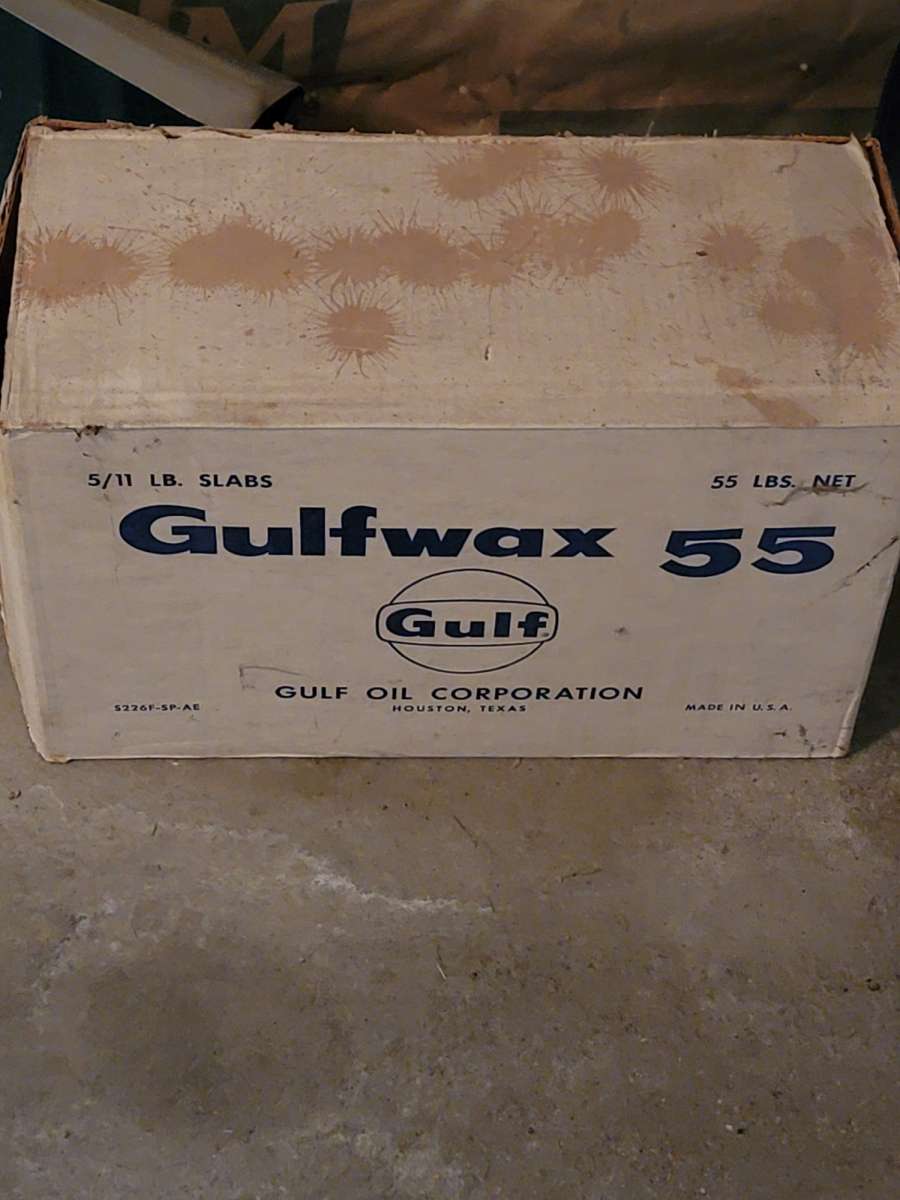 5/11 LB. SLABS
55 LBS. NET
Gulfwax 55
Gulf
GULF OIL CORPORATION
HOUSTON, TEXAS
S226F-SP-AE
MADE IN U.S.A.